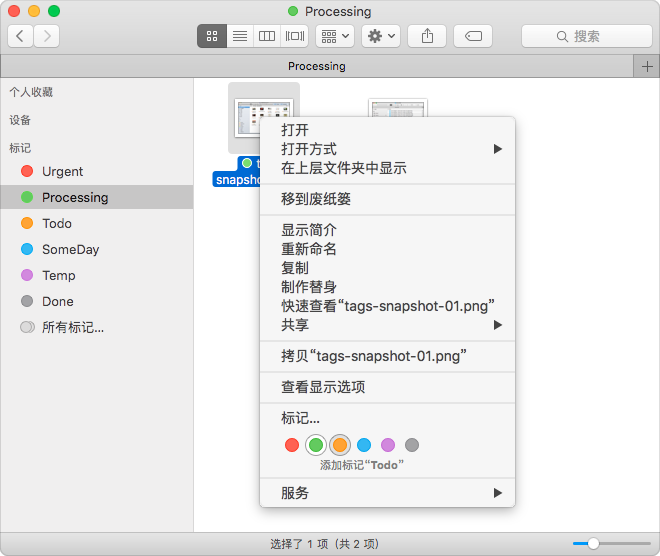 Processing
搜索
Processing
个人收藏
设备
标记
Urgent
Processing
Todo
SomeDay
Temp
Done
所有标记...
打开
打开方式
在上层文件夹中显示
移到废纸篓
显示简介
重新命名
复制
制作替身
快速查看“tags-snapshot-01.png”
共享
拷贝“tags-snapshot-01.png”
查看显示选项
标记...
添加标记“Todo”
服务
选择了 1 项（共 2 项）